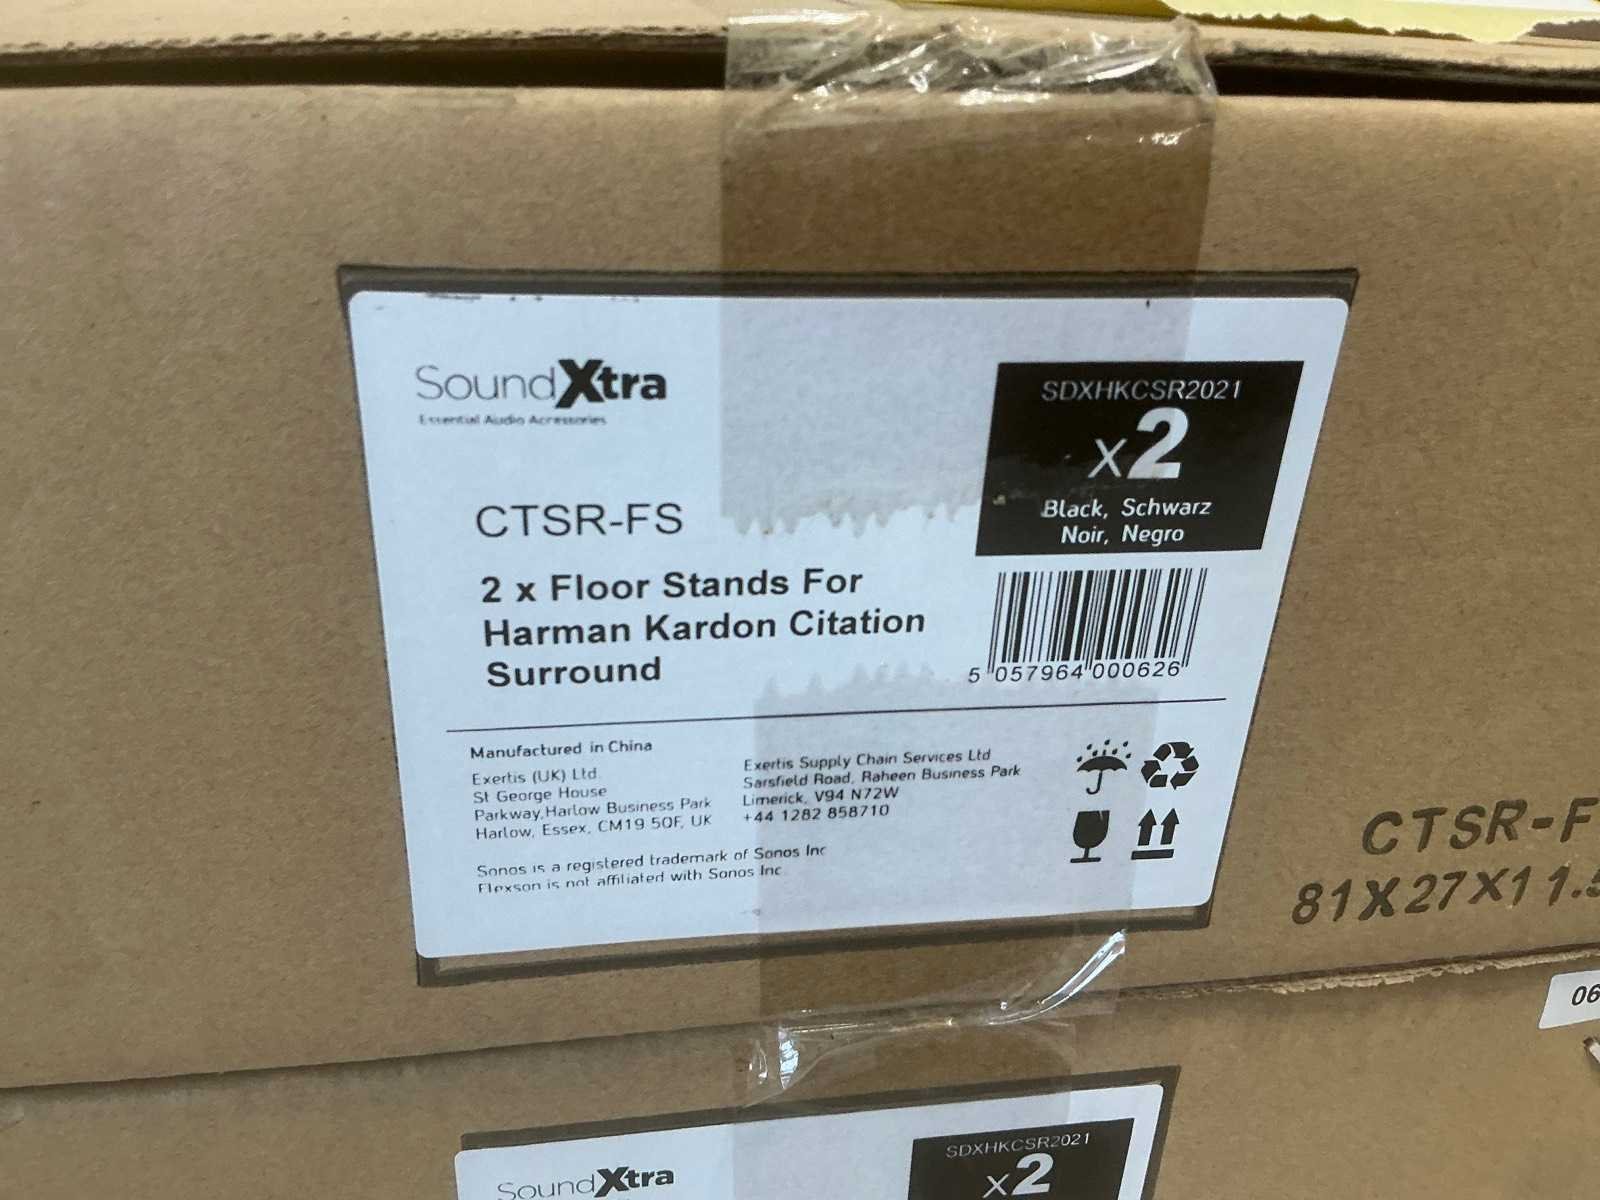 SoundXtra
Essential Audio Accessories
SDXHKCSR2021
x2
Black, Schwarz
Noir, Negro
CTSR-FS
2 x Floor Stands For
Harman Kardon Citation
Surround
5 057964 000626
Manufactured in China
Exertis (UK) Ltd
St George House
Parkway,Harlow Business Park
Harlow, Essex, CM19 5QF, UK
Exertis Supply Chain Services Ltd
Sarsfield Road, Raheen Business Park
Limerick, V94 N72W
+44 1282 858710
Sonos is a registered trademark of Sonos Inc
Flexson is not affiliated with Sonos Inc
CTSR-F
81X27X11.5
06
SoundXtra
SDXHKCSR2021
x2